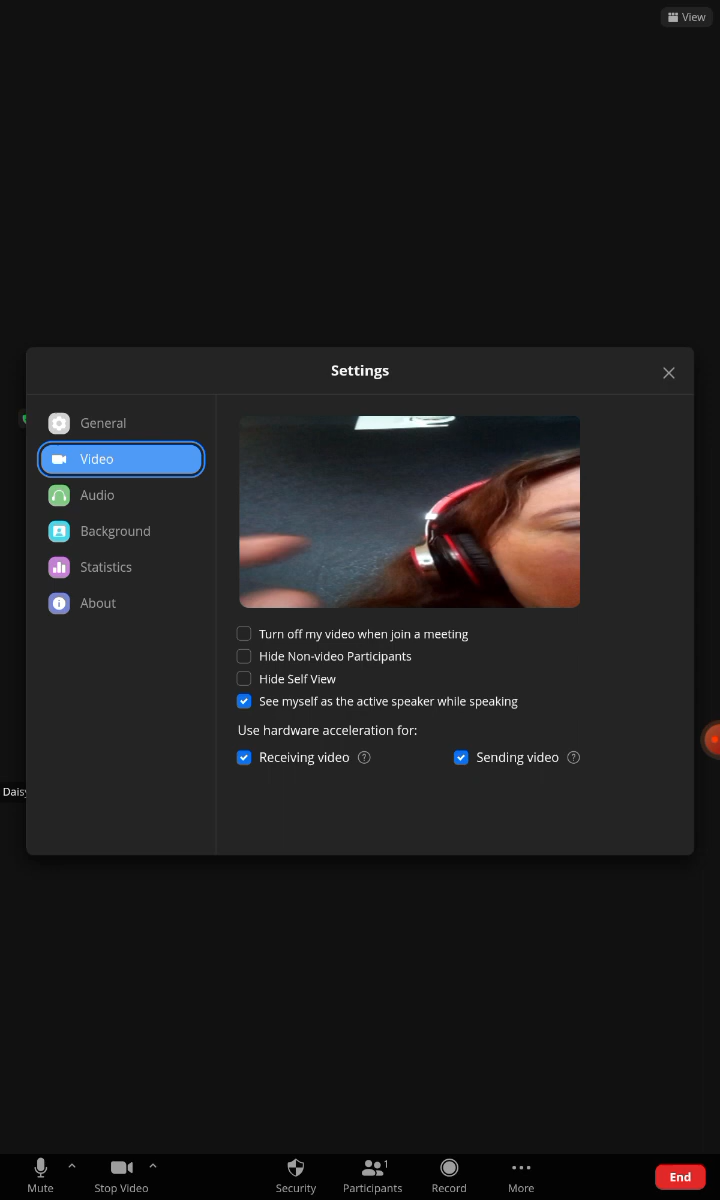 View
Settings
General
Video
Audio
Background
Statistics
About
Turn off my video when join a meeting
Hide Non-video Participants
Hide Self View
See myself as the active speaker while speaking
Use hardware acceleration for:
Receiving video ? Sending video ?
Daisy
Mute Stop Video Security Participants 1 Record More End